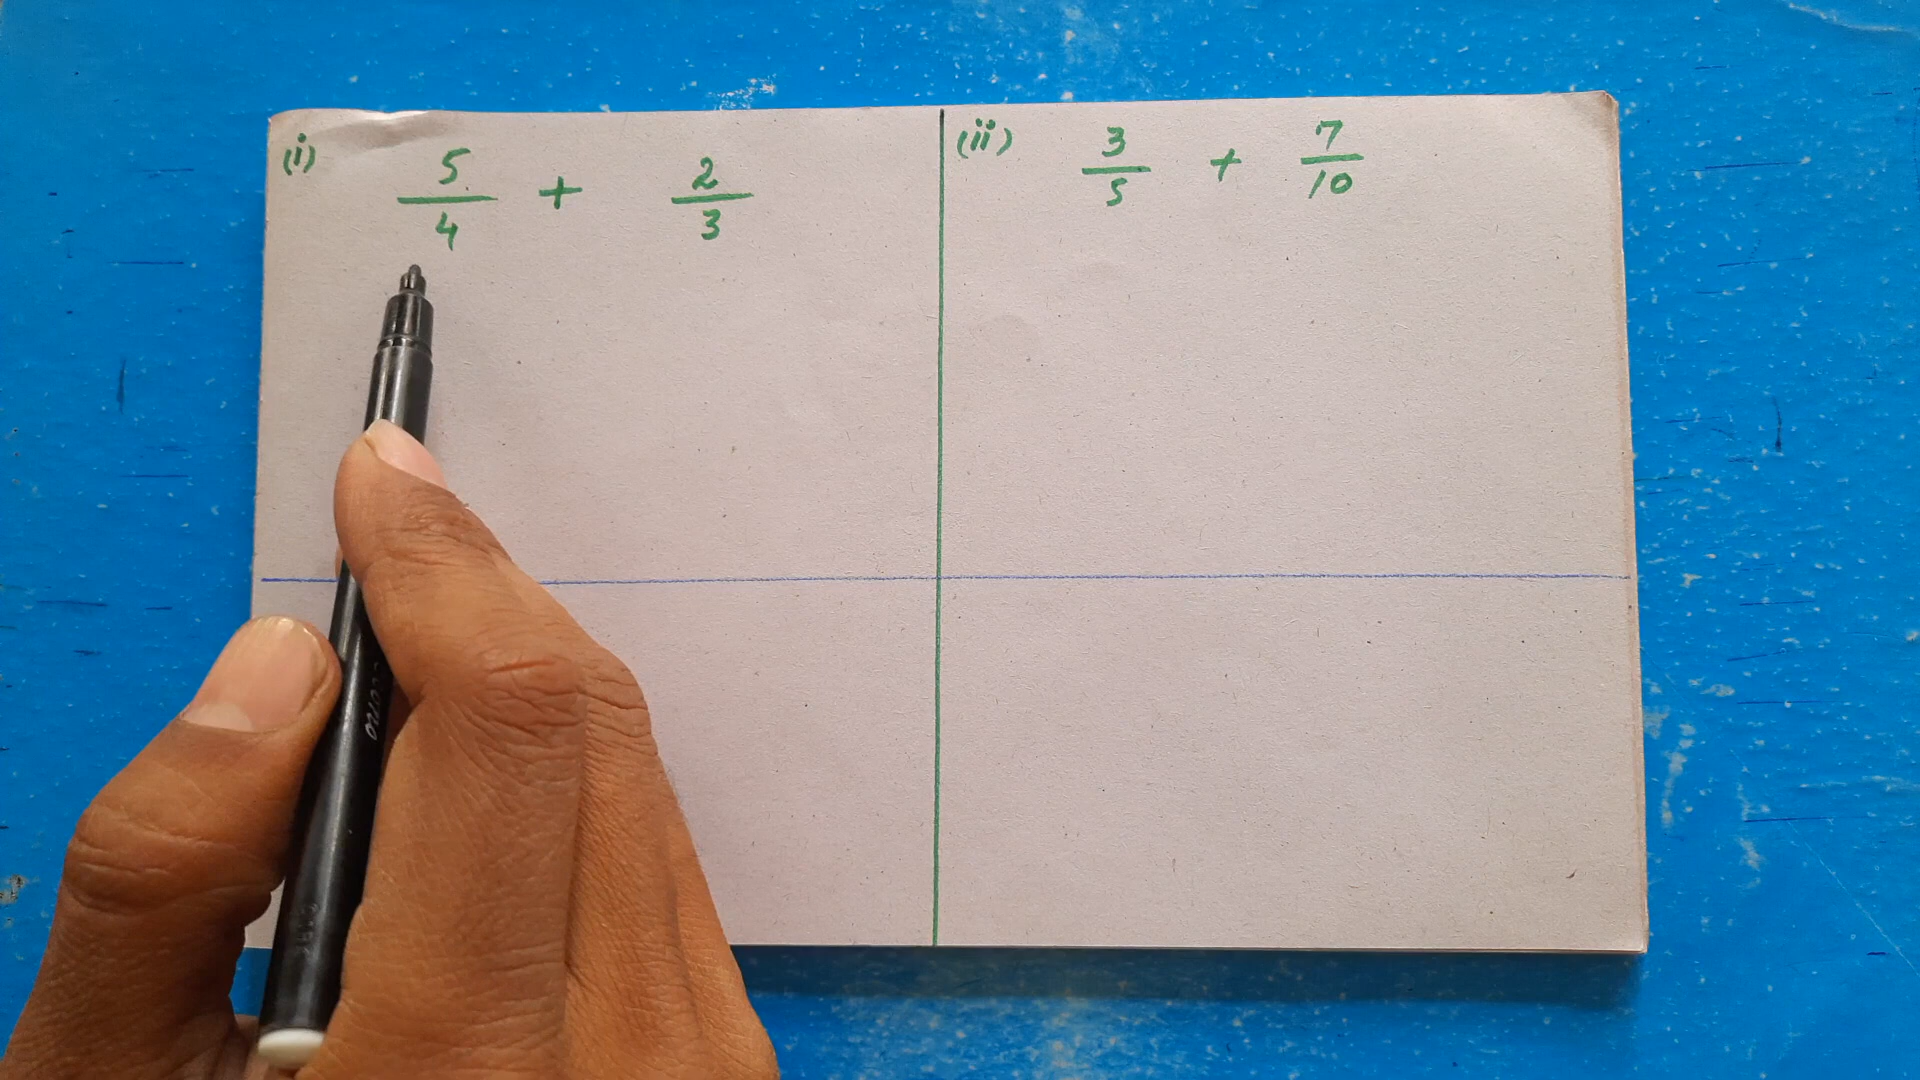 (i) 5/4 + 2/3
(ii) 3/5 + 7/10